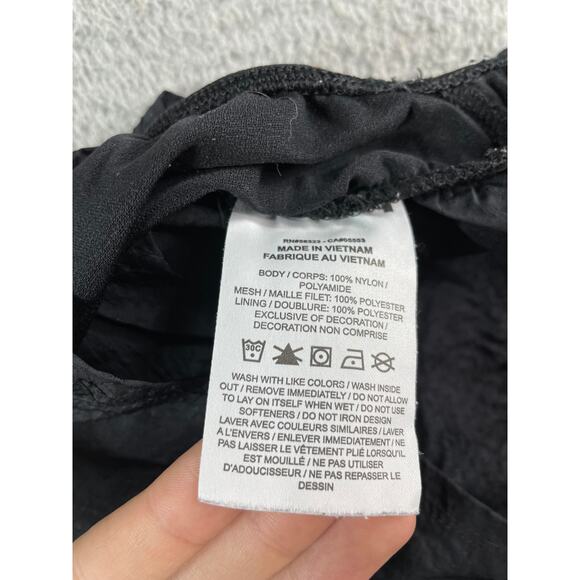 RN#56323 - CA#05553
MADE IN VIETNAM
FABRIQUE AU VIETNAM
BODY / CORPS: 100% NYLON /
POLYAMIDE
MESH / MAILLE FILET: 100% POLYESTER
LINING / DOUBLURE: 100% POLYESTER
EXCLUSIVE OF DECORATION /
DECORATION NON COMPRISE
30C
WASH WITH LIKE COLORS / WASH INSIDE
OUT / REMOVE IMMEDIATELY / DO NOT ALLOW
TO LAY ON ITSELF WHEN WET / DO NOT USE
SOFTENERS / DO NOT IRON DESIGN
LAVER AVEC COULEURS SIMILAIRES / LAVER
A L'ENVERS / ENLEVER IMMEDIATEMENT / NE
PAS LAISSER LE VÊTEMENT PLIÉ LORSQU'IL
EST MOUILLÉ / NE PAS UTILISER
D'ADOUCISSEUR / NE PAS REPASSER LE
DESSIN